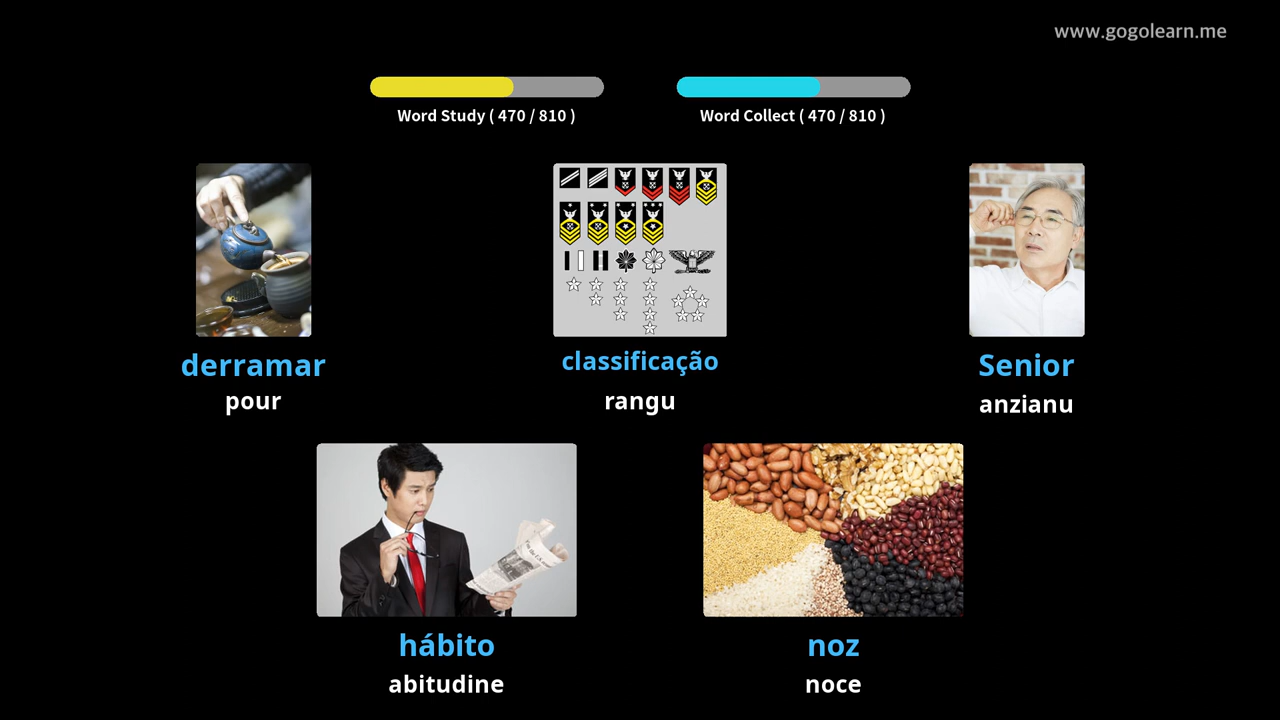 www.gogolearn.me
Word Study ( 470 / 810 )
Word Collect ( 470 / 810 )
derramar
pour
classificação
rangu
Senior
anzianu
hábito
abitudine
noz
noce